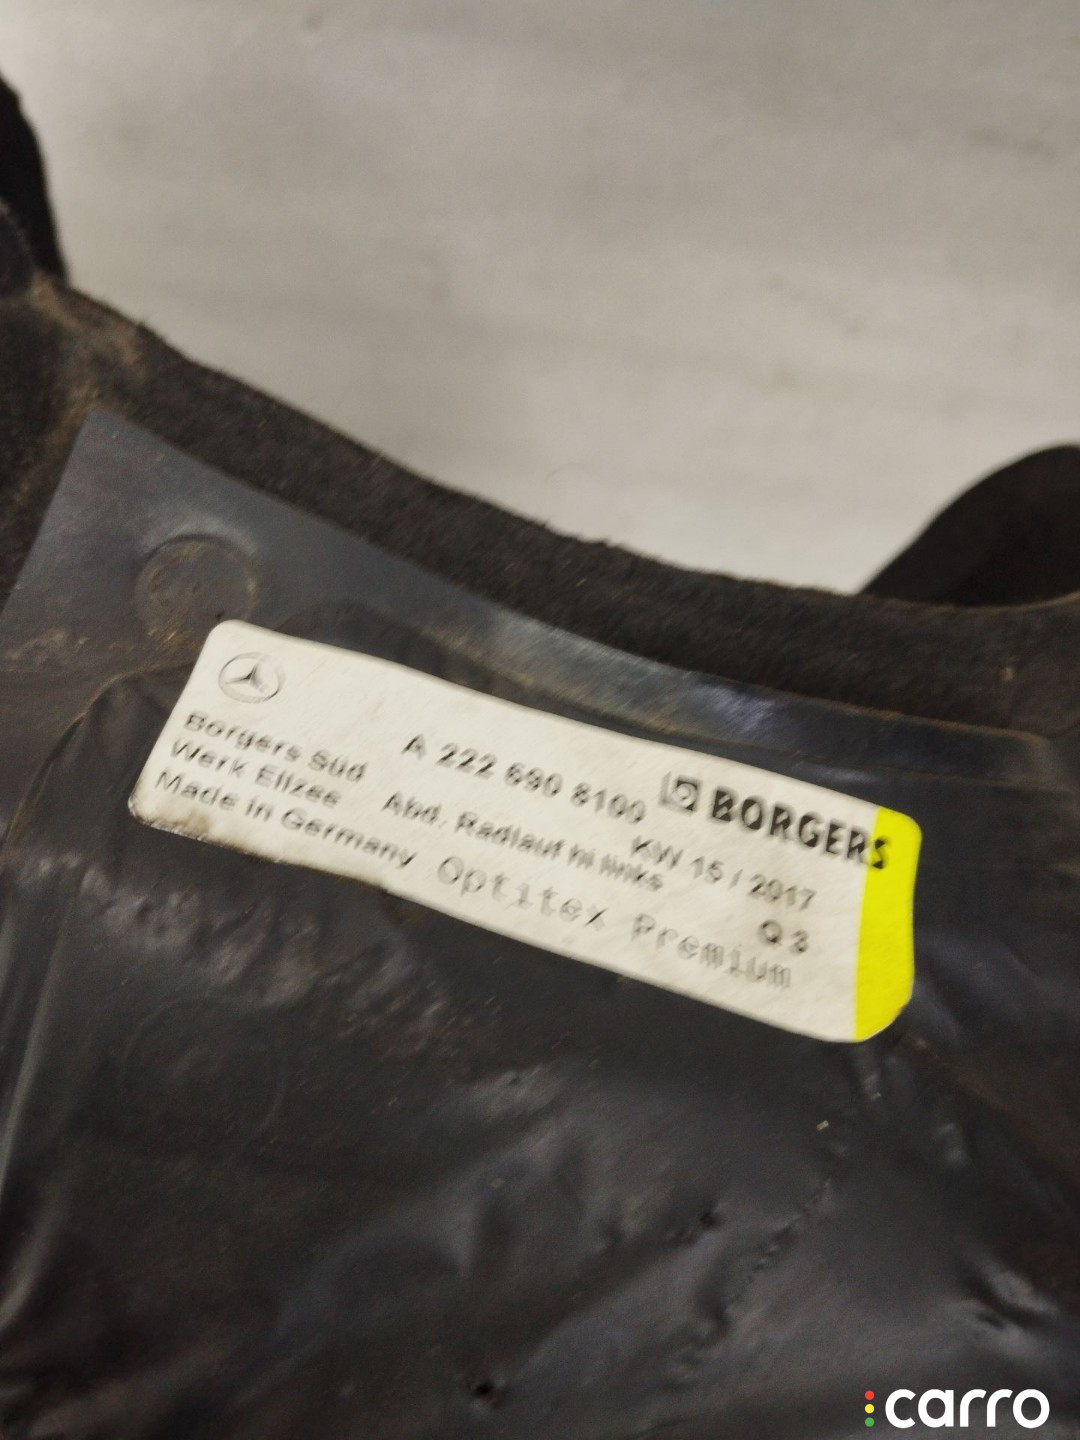 Borgers Süd
Werk Ellzee
Made in Germany
A 222 690 8100
Abd. Radlauf hi links
Optitex Premium
BORGERS
KW 15 / 2017
Q 3
carro